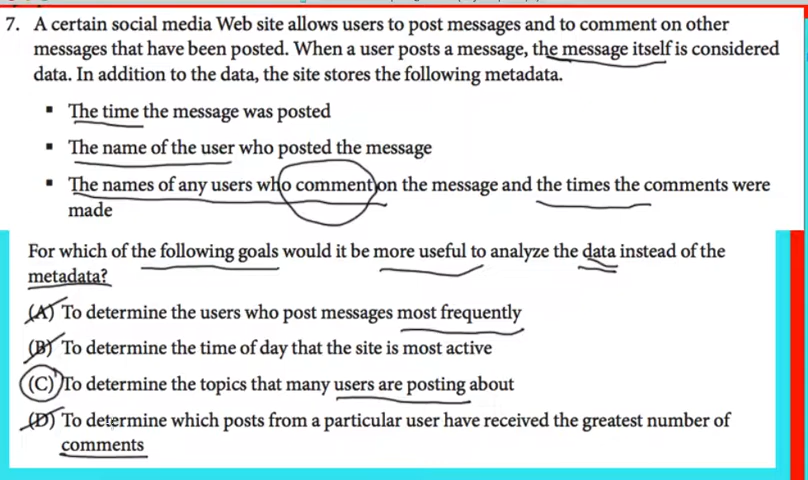 7. A certain social media Web site allows users to post messages and to comment on other
messages that have been posted. When a user posts a message, the message itself is considered
data. In addition to the data, the site stores the following metadata.
▪ The time the message was posted
▪ The name of the user who posted the message
▪ The names of any users who comment on the message and the times the comments were
made
For which of the following goals would it be more useful to analyze the data instead of the
metadata?
(A) To determine the users who post messages most frequently
(B) To determine the time of day that the site is most active
(C) To determine the topics that many users are posting about
(D) To determine which posts from a particular user have received the greatest number of
comments